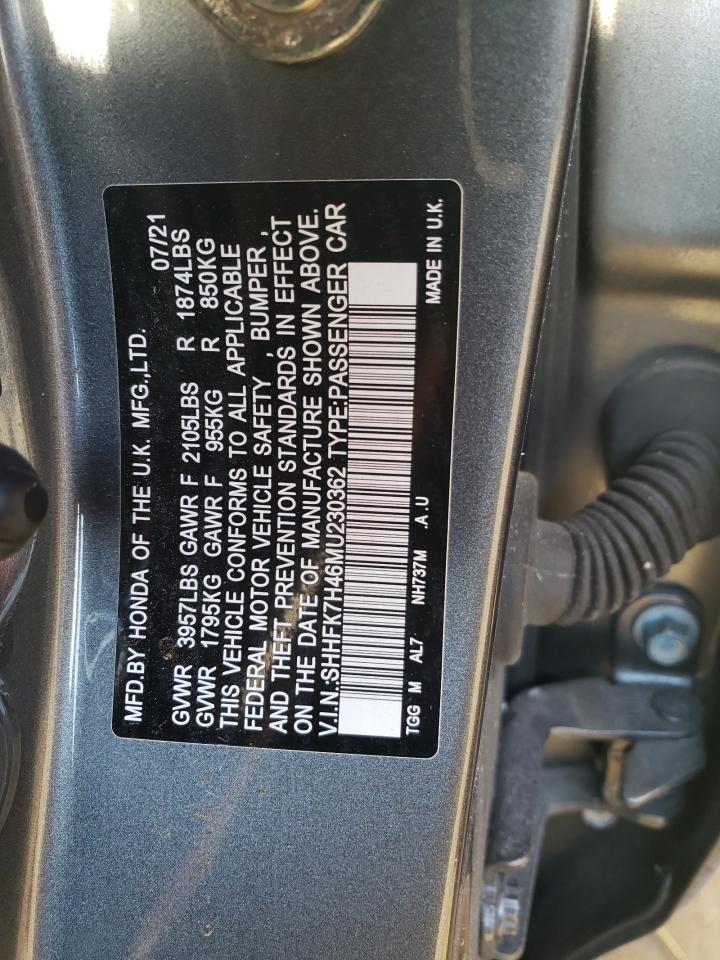 MFD.BY HONDA OF THE U.K. MFG.,LTD. 07/21
GVWR 3957LBS GAWR F 2105LBS R 1874LBS
GVWR 1795KG GAWR F 955KG R 850KG
THIS VEHICLE CONFORMS TO ALL APPLICABLE
FEDERAL MOTOR VEHICLE SAFETY , BUMPER ,
AND THEFT PREVENTION STANDARDS IN EFFECT
ON THE DATE OF MANUFACTURE SHOWN ABOVE.
V.I.N.:SHHFK7H46MU230362 TYPE:PASSENGER CAR
TGG M AL7 NH737M .A.U
MADE IN U.K.